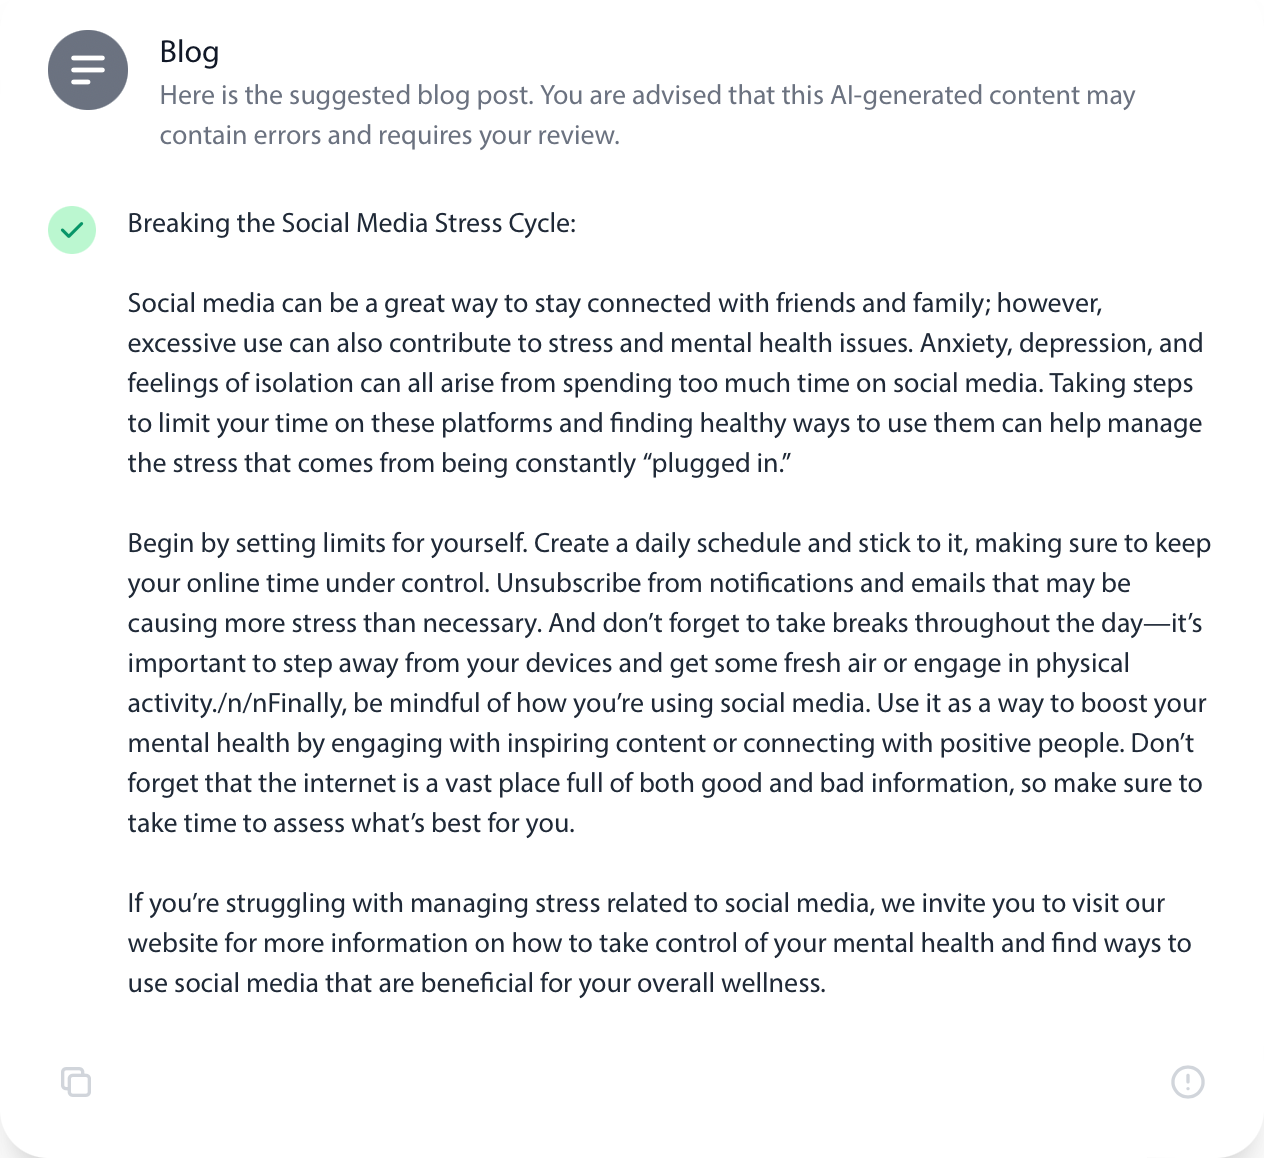 Blog
Here is the suggested blog post. You are advised that this AI-generated content may
contain errors and requires your review.
Breaking the Social Media Stress Cycle:
Social media can be a great way to stay connected with friends and family; however,
excessive use can also contribute to stress and mental health issues. Anxiety, depression, and
feelings of isolation can all arise from spending too much time on social media. Taking steps
to limit your time on these platforms and finding healthy ways to use them can help manage
the stress that comes from being constantly “plugged in.”
Begin by setting limits for yourself. Create a daily schedule and stick to it, making sure to keep
your online time under control. Unsubscribe from notifications and emails that may be
causing more stress than necessary. And don’t forget to take breaks throughout the day—it’s
important to step away from your devices and get some fresh air or engage in physical
activity./n/nFinally, be mindful of how you’re using social media. Use it as a way to boost your
mental health by engaging with inspiring content or connecting with positive people. Don’t
forget that the internet is a vast place full of both good and bad information, so make sure to
take time to assess what’s best for you.
If you’re struggling with managing stress related to social media, we invite you to visit our
website for more information on how to take control of your mental health and find ways to
use social media that are beneficial for your overall wellness.